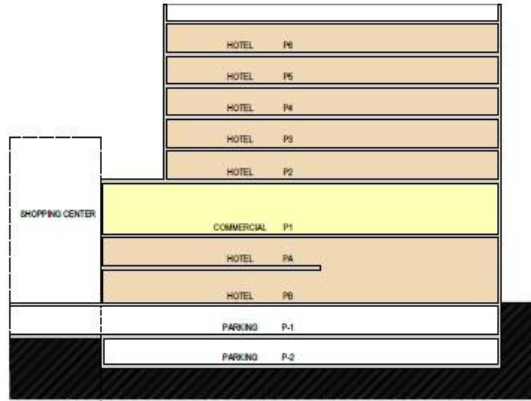 HOTEL P6
HOTEL P5
HOTEL P4
HOTEL P3
HOTEL P2
SHOPPING CENTER
COMMERCIAL P1
HOTEL PA
HOTEL PB
PARKING P-1
PARKING P-2